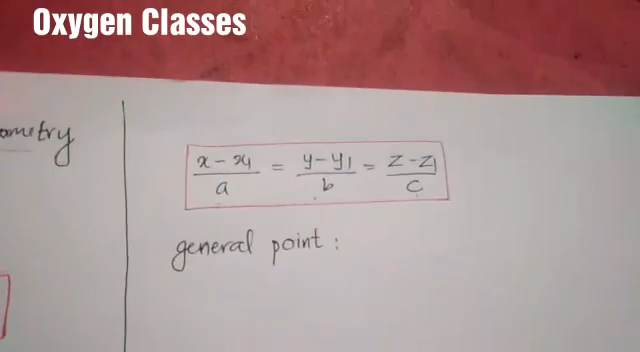 Oxygen Classes
ometry
x - x1 / a = y - y1 / b = z - z1 / c
general point :